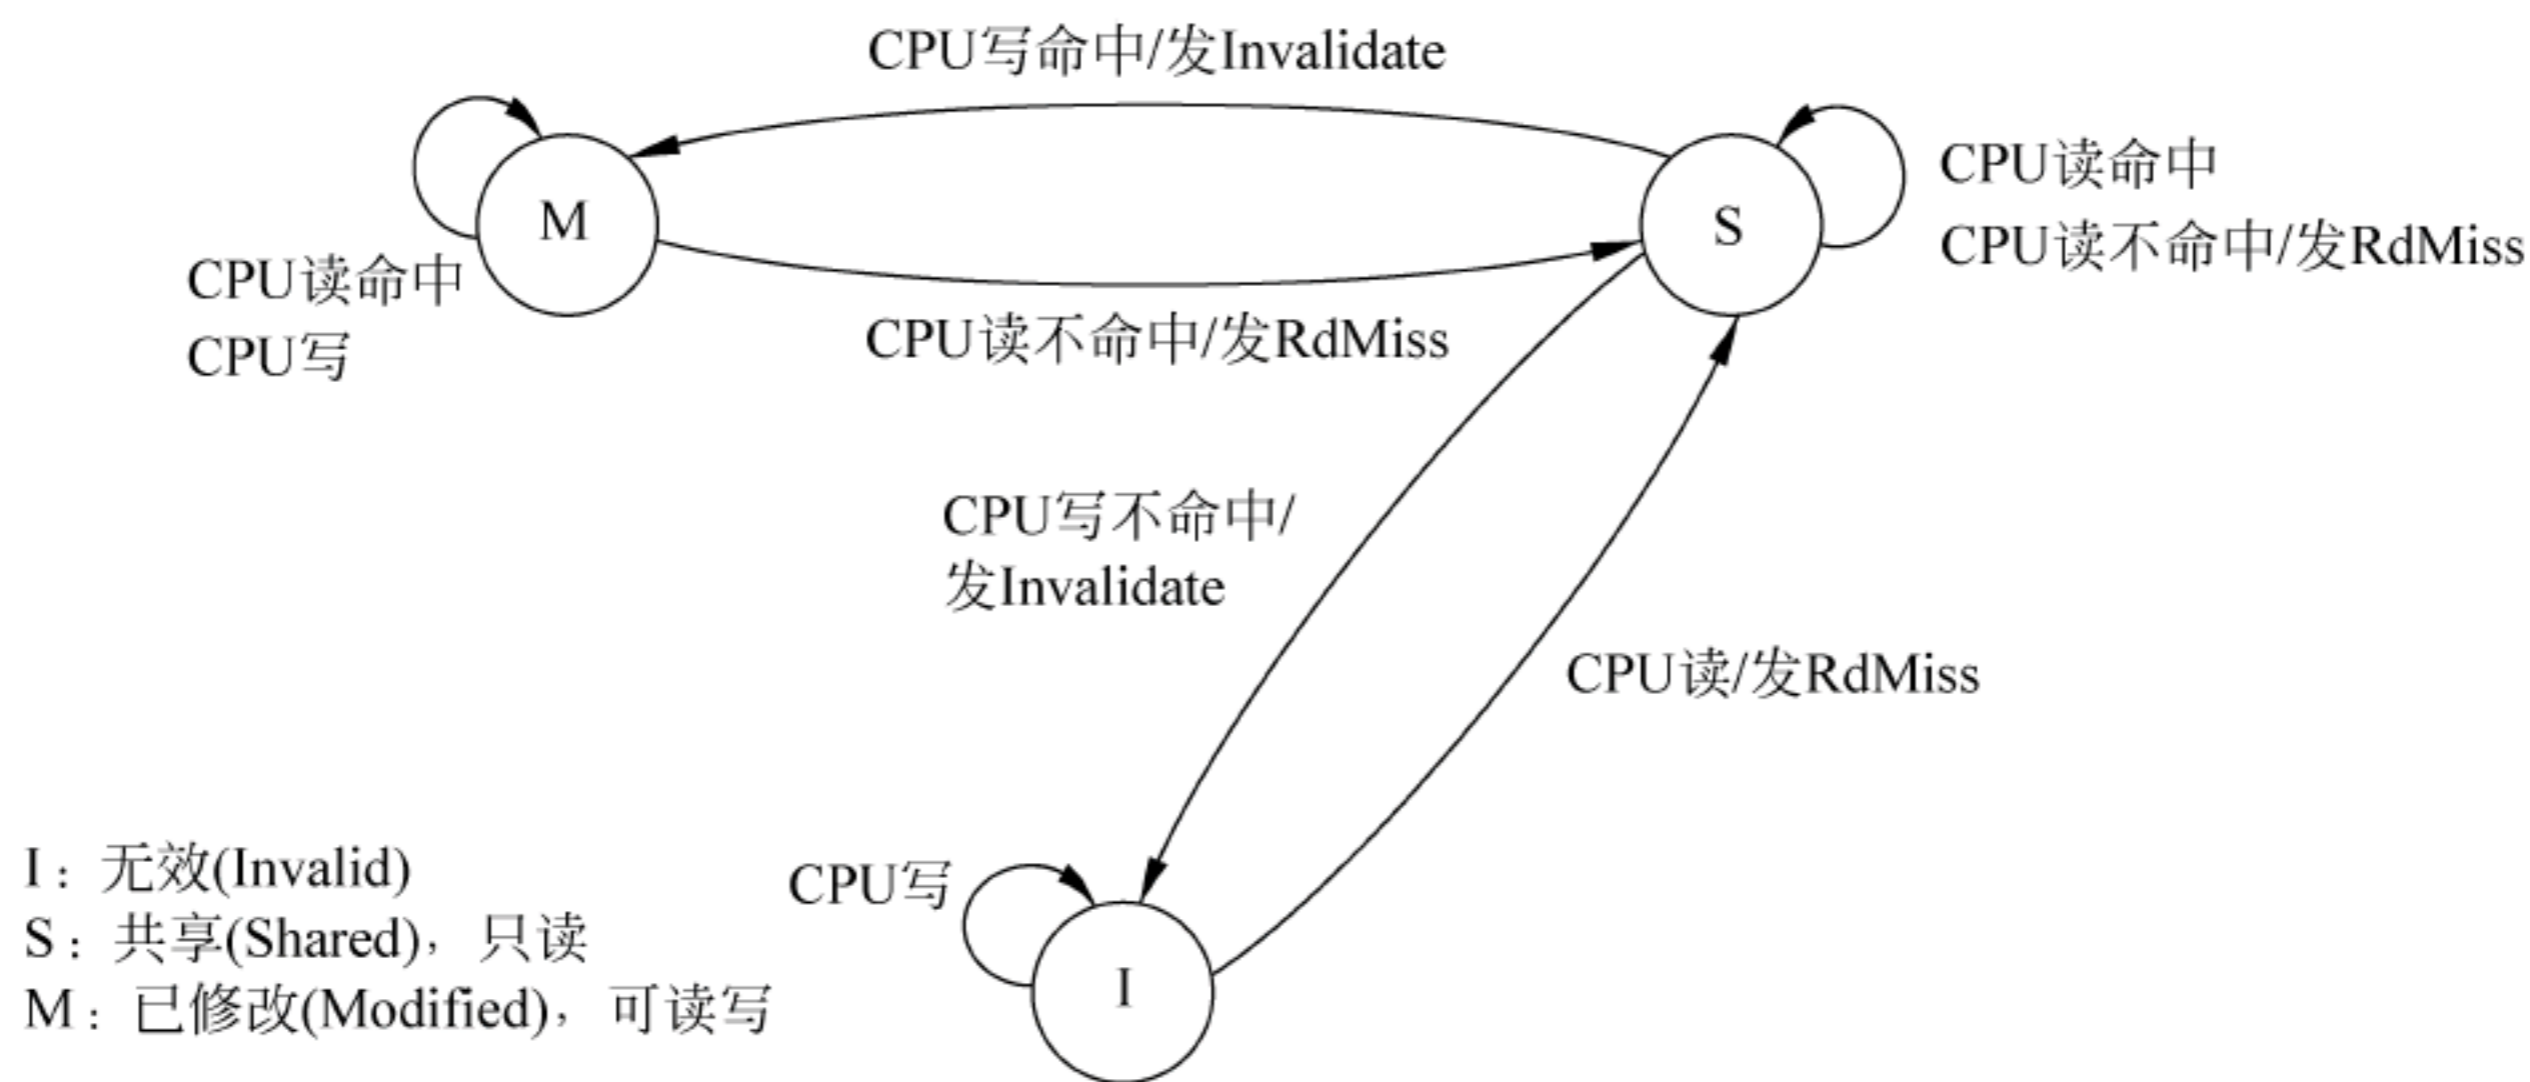 CPU写命中/发Invalidate
M
S
CPU读命中
CPU读不命中/发RdMiss
CPU读命中
CPU写
CPU读不命中/发RdMiss
CPU写不命中/
发Invalidate
CPU读/发RdMiss
CPU写
I
I：无效(Invalid)
S：共享(Shared)，只读
M：已修改(Modified)，可读写